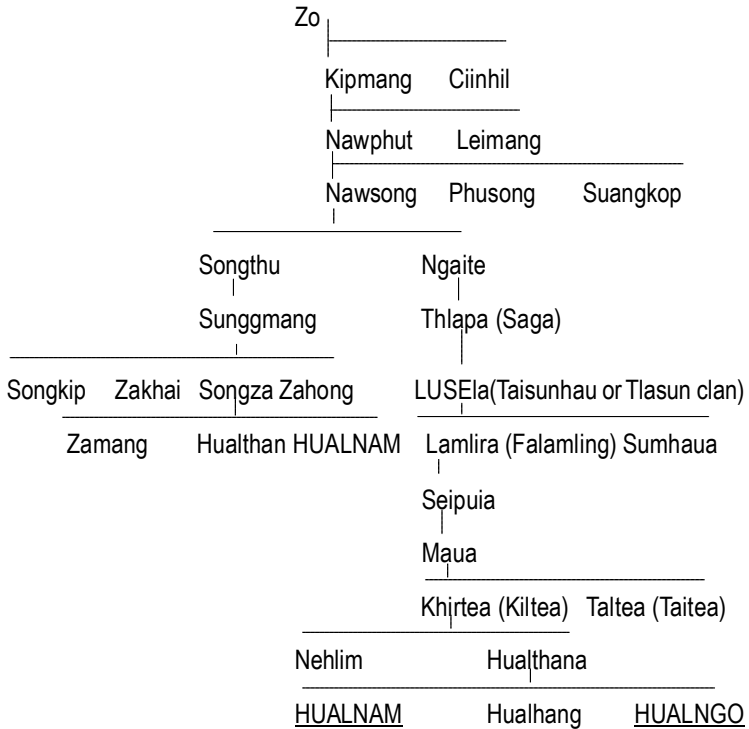 Zo
Kipmang Ciinhil
Nawphut Leimang
Nawsong Phusong Suangkop
Songthu Ngaite
Sunggmang Thlapa (Saga)
Songkip Zakhai Songza Zahong LUSEla(Taisunhau or Tlasun clan)
Zamang Hualthan HUALNAM Lamlira (Falamling) Sumhaua
Seipuia
Maua
Khirtea (Kiltea) Taltea (Taitea)
Nehlim Hualthana
HUALNAM Hualhang HUALNGO